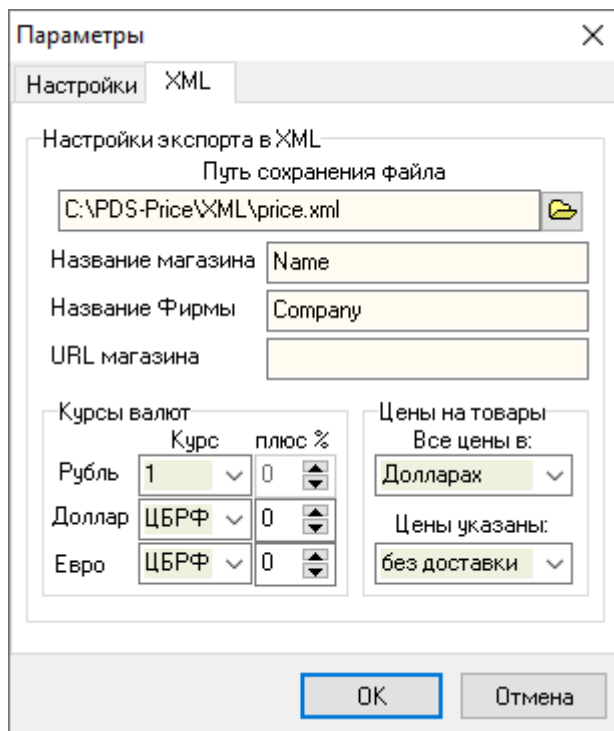 Параметры
Настройки XML
Настройки экспорта в XML
Путь сохранения файла
C:\PDS-Price\XML\price.xml
Название магазина Name
Название Фирмы Company
URL магазина
Курсы валют
Курс плюс %
Рубль 1 0
Доллар ЦБРФ 0
Евро ЦБРФ 0
Цены на товары
Все цены в:
Долларах
Цены указаны:
без доставки
OK Отмена